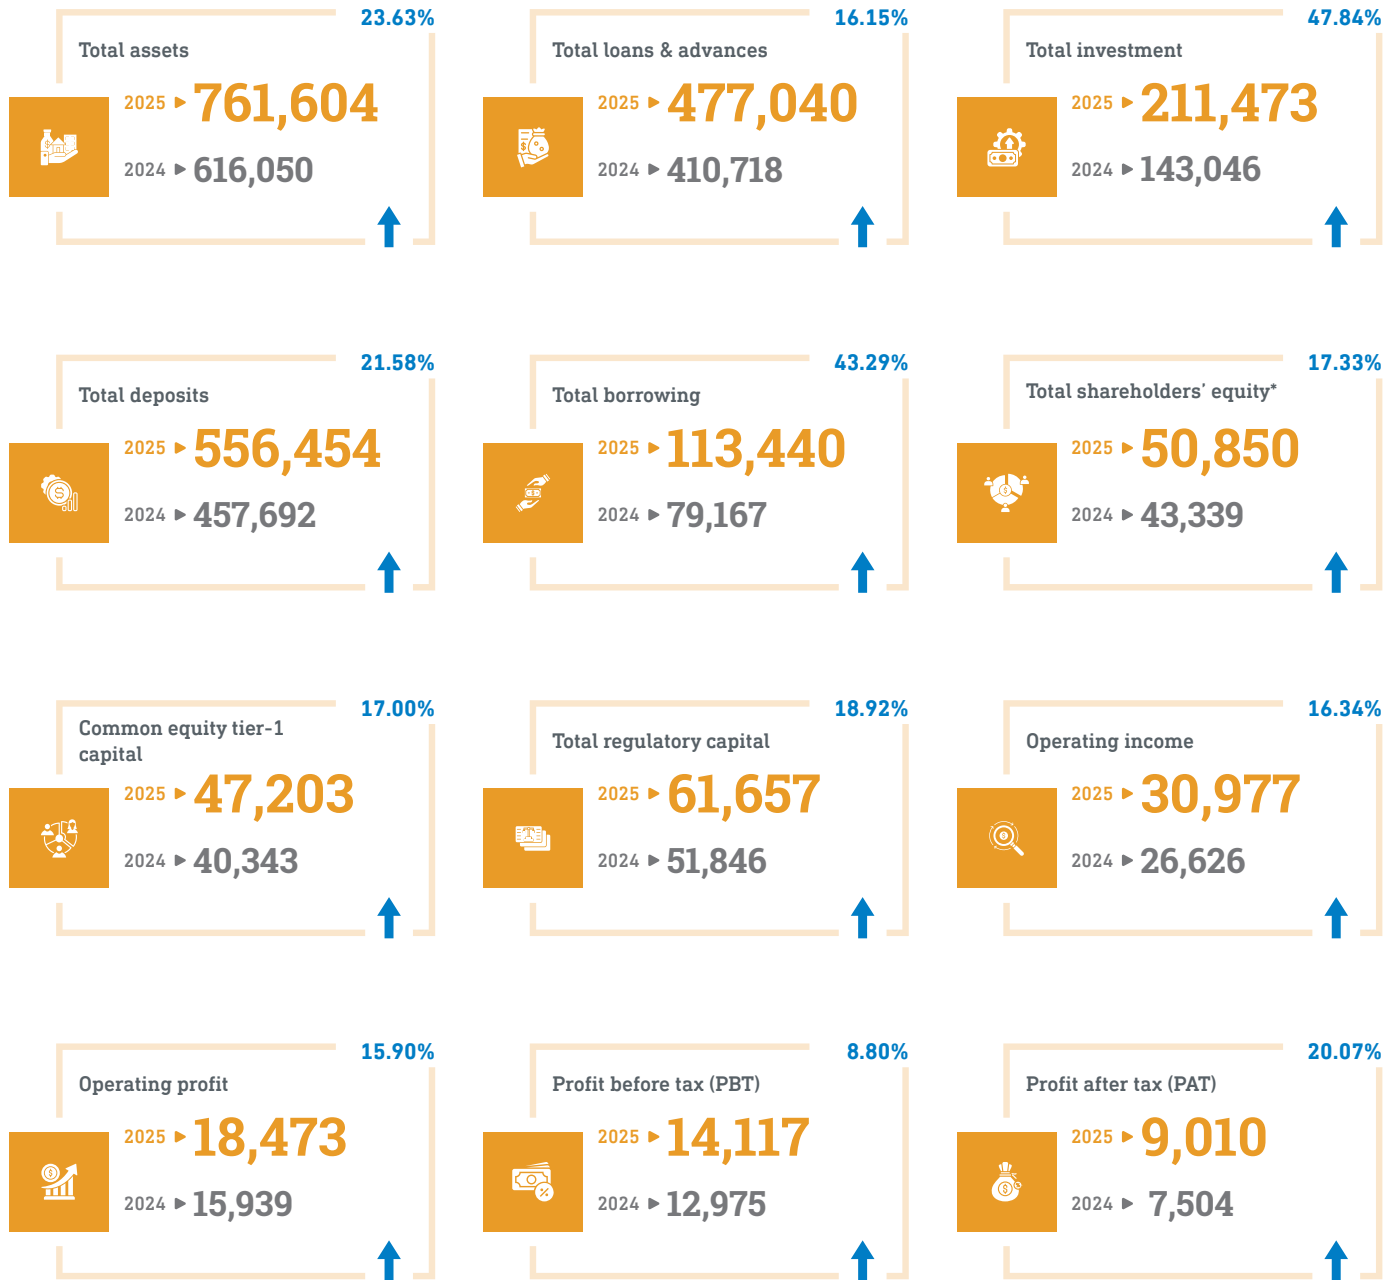 23.63%
Total assets
2025 761,604
2024 616,050
16.15%
Total loans & advances
2025 477,040
2024 410,718
47.84%
Total investment
2025 211,473
2024 143,046
21.58%
Total deposits
2025 556,454
2024 457,692
43.29%
Total borrowing
2025 113,440
2024 79,167
17.33%
Total shareholders’ equity*
2025 50,850
2024 43,339
17.00%
Common equity tier-1
capital
2025 47,203
2024 40,343
18.92%
Total regulatory capital
2025 61,657
2024 51,846
16.34%
Operating income
2025 30,977
2024 26,626
15.90%
Operating profit
2025 18,473
2024 15,939
8.80%
Profit before tax (PBT)
2025 14,117
2024 12,975
20.07%
Profit after tax (PAT)
2025 9,010
2024 7,504